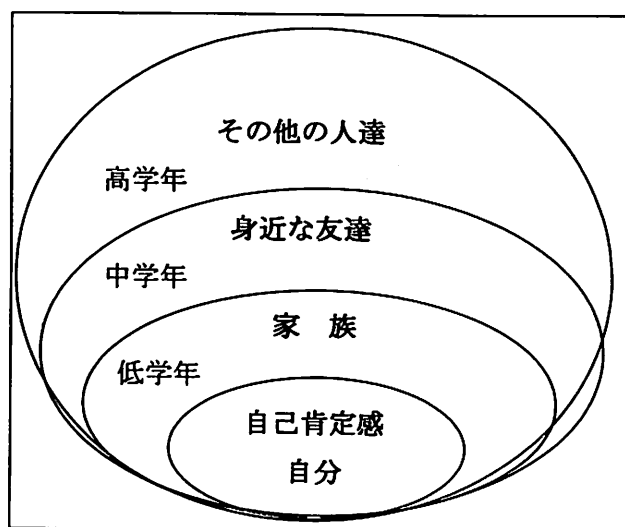 その他の人達
高学年
身近な友達
中学年
家　族
低学年
自己肯定感
自分